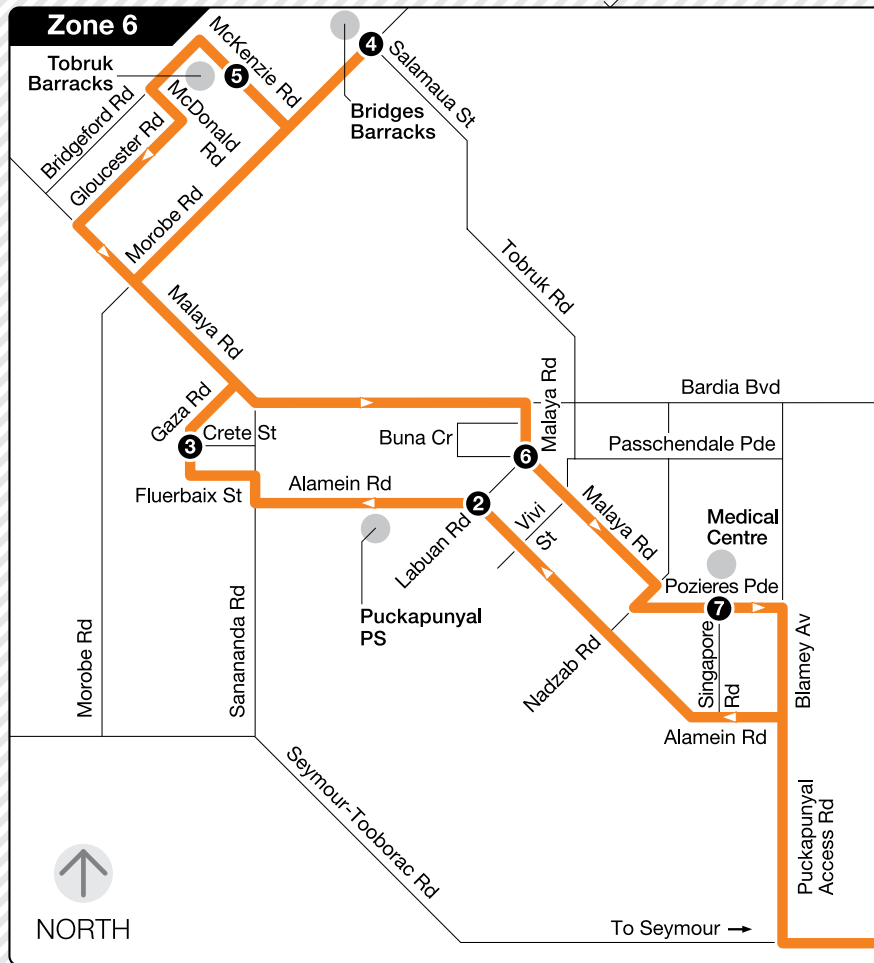 Zone 6
McKenzie Rd
4
Salamaua St
Tobruk
Barracks
5
Bridges
Barracks
Bridgeford Rd
McDonald
Rd
Gloucester Rd
Morobe Rd
Tobruk Rd
Malaya Rd
Malaya Rd
Bardia Bvd
Gaza Rd
Crete St
3
Buna Cr
6
Passchendale Pde
Fluerbaix St
Alamein Rd
2
Labuan Rd
Vivi
St
Malaya Rd
Medical
Centre
Pozieres Pde
7
Puckapunyal
PS
Morobe Rd
Sanananda Rd
Nadzab Rd
Singapore
Rd
Blamey Av
Alamein Rd
Seymour-Tooborac Rd
Puckapunyal
Access Rd
NORTH
To Seymour →